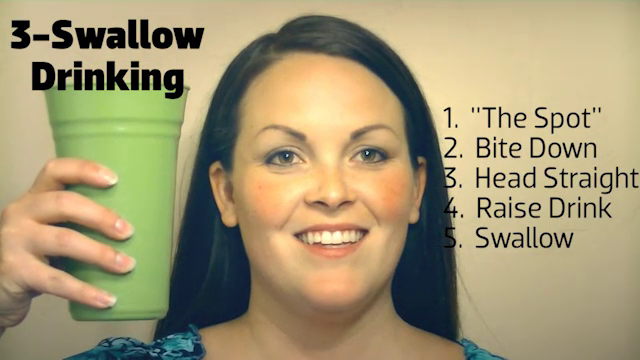 3-Swallow
Drinking
1. "The Spot"
2. Bite Down
3. Head Straight
4. Raise Drink
5. Swallow